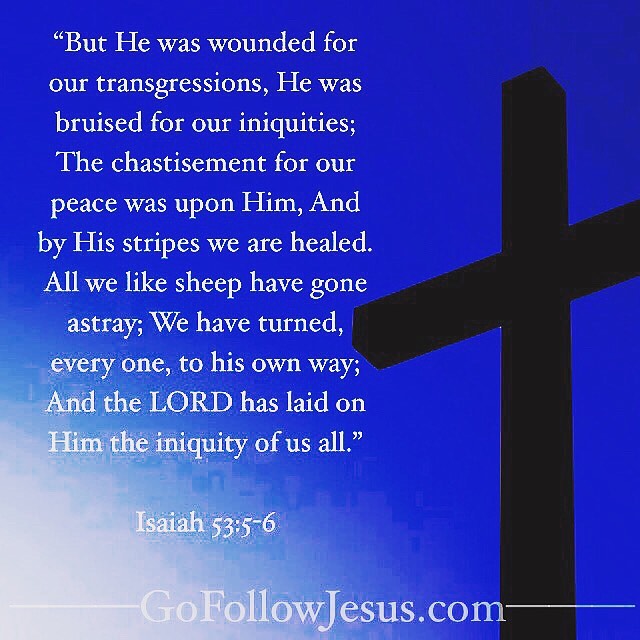 “But He was wounded for
our transgressions, He was
bruised for our iniquities;
The chastisement for our
peace was upon Him, And
by His stripes we are healed.
All we like sheep have gone
astray; We have turned,
every one, to his own way;
And the LORD has laid on
Him the iniquity of us all.”
Isaiah 53:5-6
GoFollowJesus.com